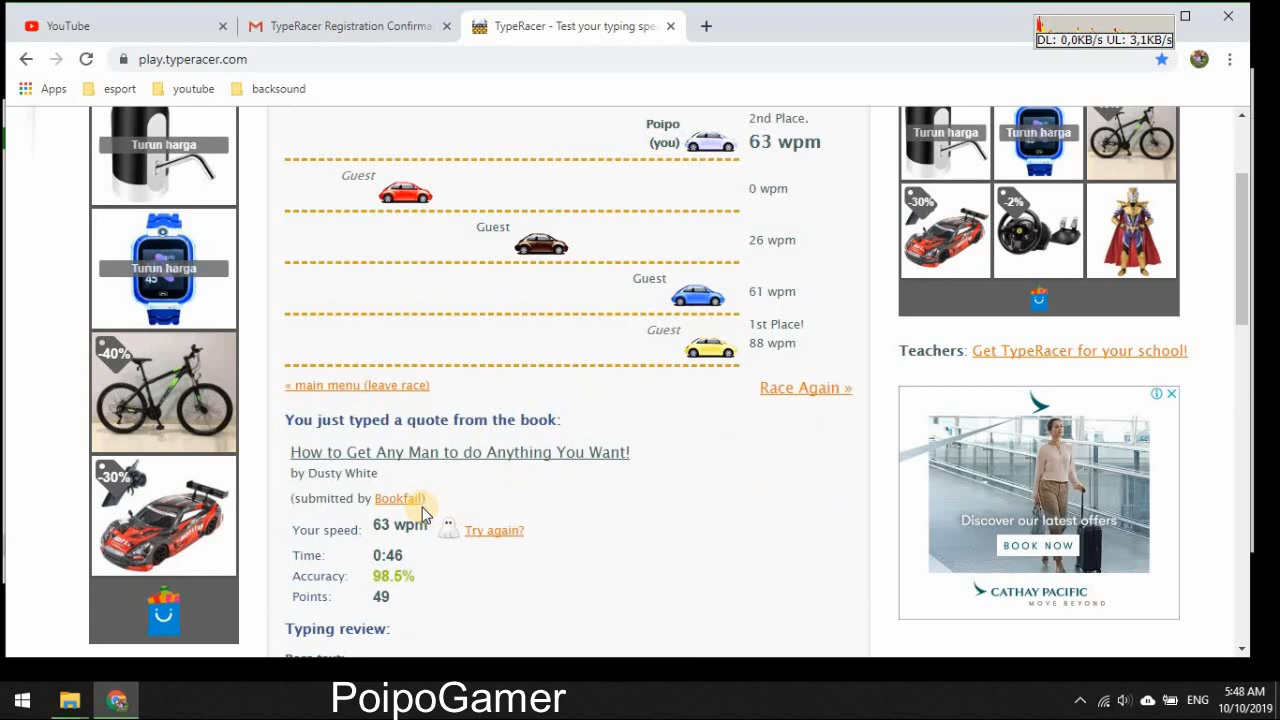 YouTube
TypeRacer Registration Confirma
TypeRacer - Test your typing spe
DL: 0,0KB/s UL: 3,1KB/s
play.typeracer.com
Apps
esport
youtube
backsound
Turun harga
Turun harga
45
-40%
-30%
Poipo
(you)
2nd Place.
63 wpm
Guest
0 wpm
Guest
26 wpm
Guest
61 wpm
Guest
1st Place!
88 wpm
« main menu (leave race)
Race Again »
You just typed a quote from the book:
How to Get Any Man to do Anything You Want!
by Dusty White
(submitted by Bookfail)
Your speed: 63 wpm Try again?
Time: 0:46
Accuracy: 98.5%
Points: 49
Typing review:
Turun harga
Turun harga
-30%
-2%
Teachers: Get TypeRacer for your school!
Discover our latest offers
BOOK NOW
CATHAY PACIFIC
MOVE BEYOND
PoipoGamer
ENG
5:48 AM
10/10/2019